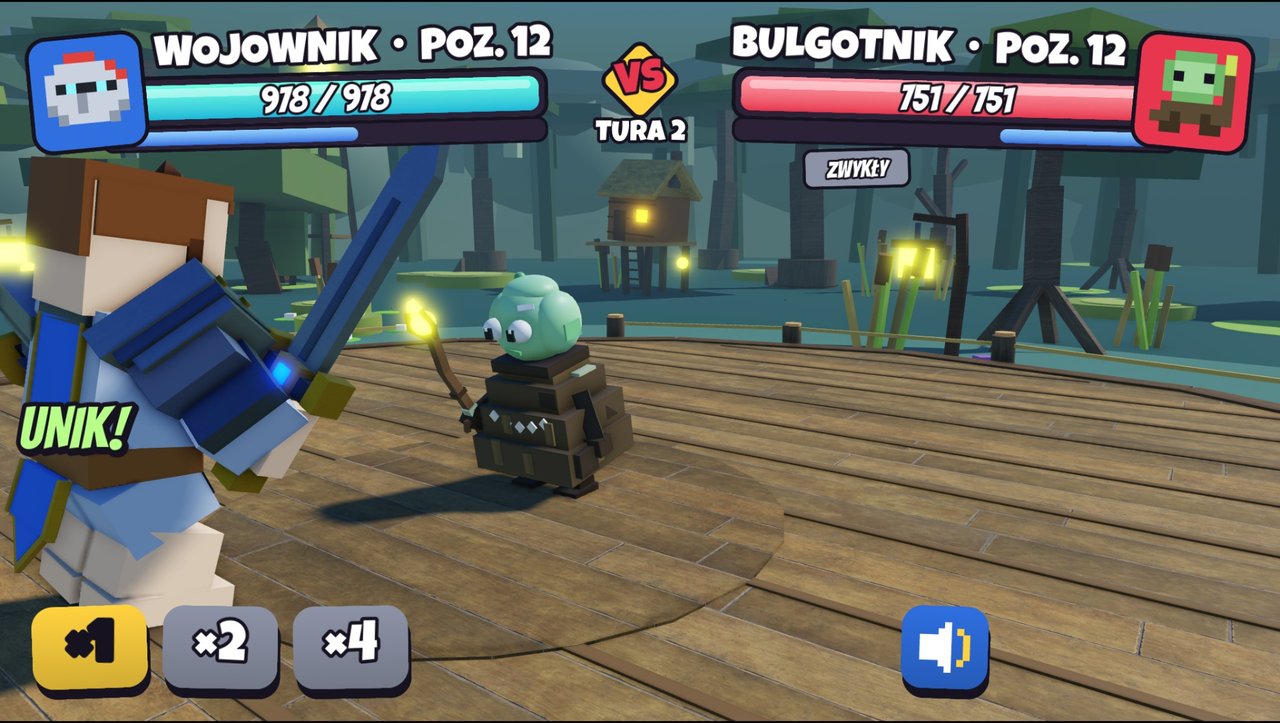 WOJOWNIK • POZ. 12
978 / 978
VS
TURA 2
BULGOTNIK • POZ. 12
751 / 751
ZWYKŁY
UNIK!
×1
×2
×4